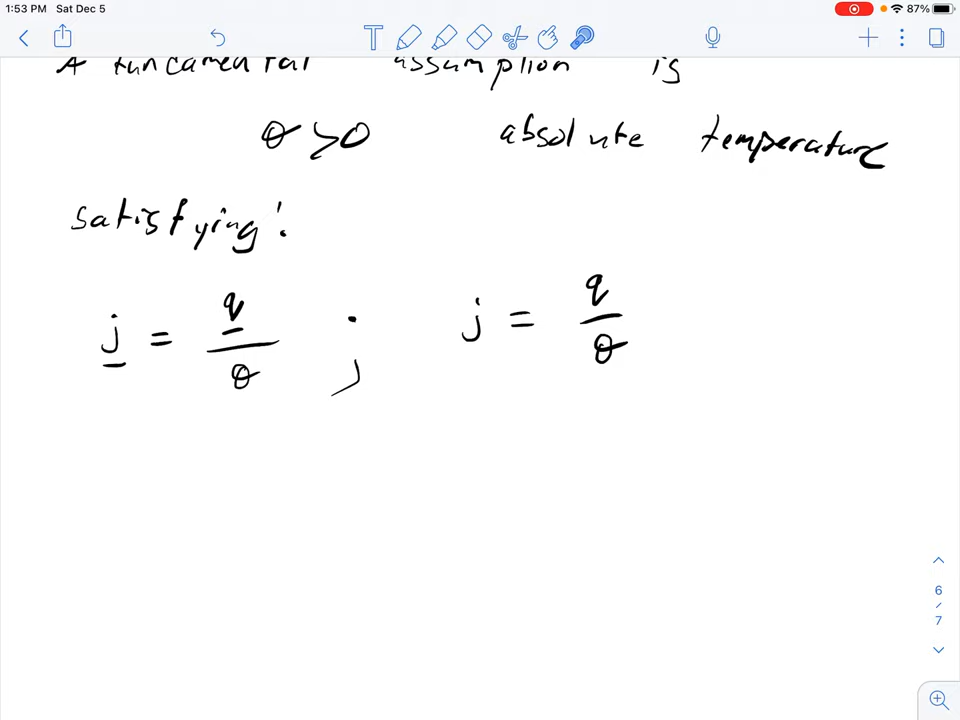 1:53 PM Sat Dec 5 87%
A fundamental assumption is
θ > 0 absolute temperature
satisfying:
j = q / θ ; j = q / θ
6 / 7